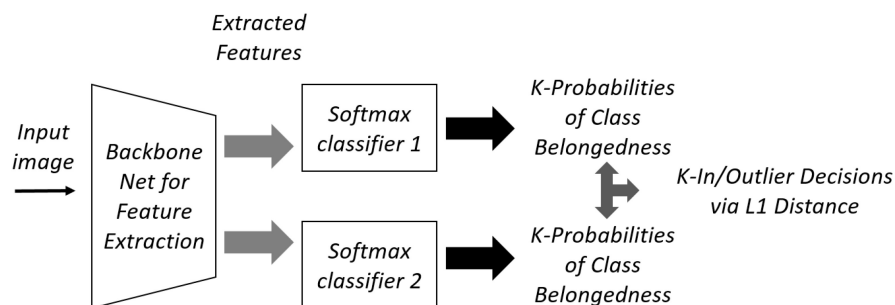 Extracted
Features
Input
image
Backbone
Net for
Feature
Extraction
Softmax
classifier 1
K-Probabilities
of Class
Belongedness
K-In/Outlier Decisions
via L1 Distance
Softmax
classifier 2
K-Probabilities
of Class
Belongedness